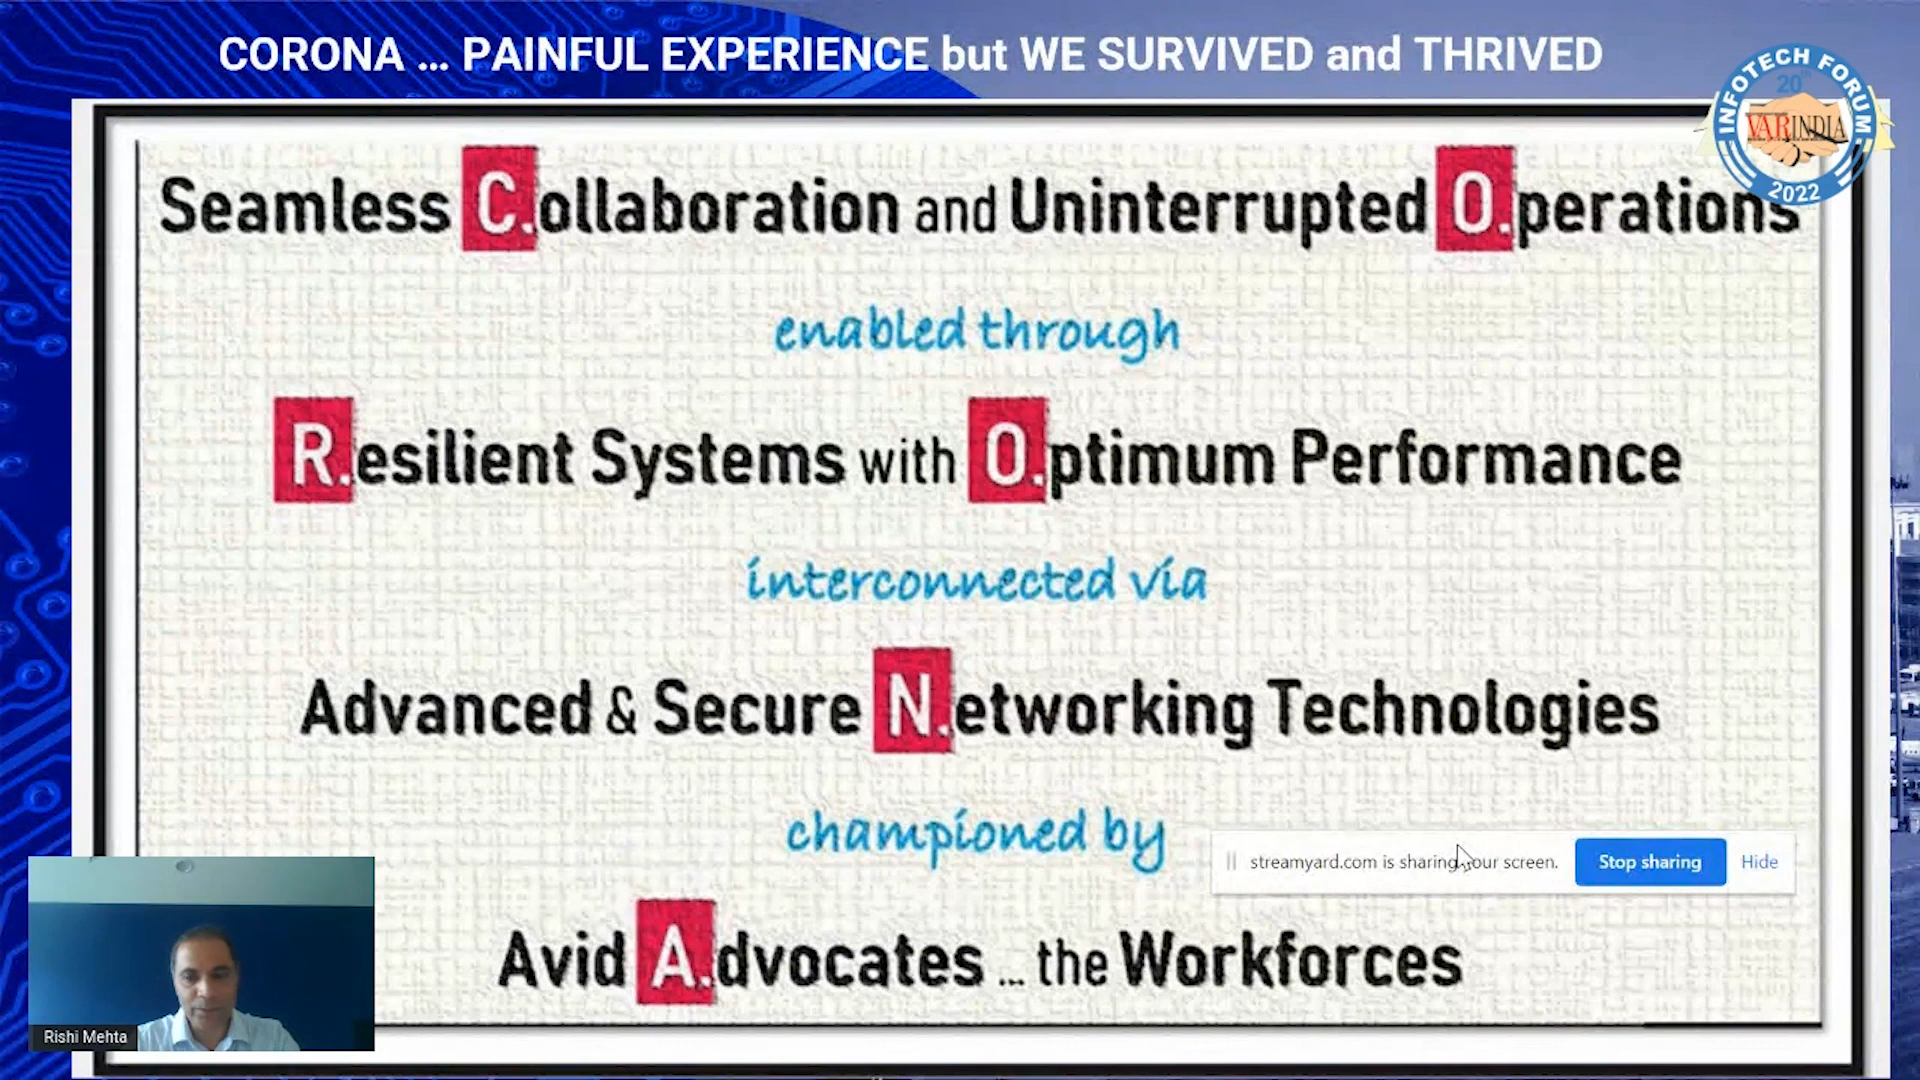 CORONA ... PAINFUL EXPERIENCE but WE SURVIVED and THRIVED
INFOTECH FORUM
20th
VARINDIA
2022
Seamless C.ollaboration and Uninterrupted O.perations
enabled through
R.esilient Systems with O.ptimum Performance
interconnected via
Advanced & Secure N.etworking Technologies
championed by
streamyard.com is sharing your screen.
Stop sharing
Hide
Avid A.dvocates ... the Workforces
Rishi Mehta